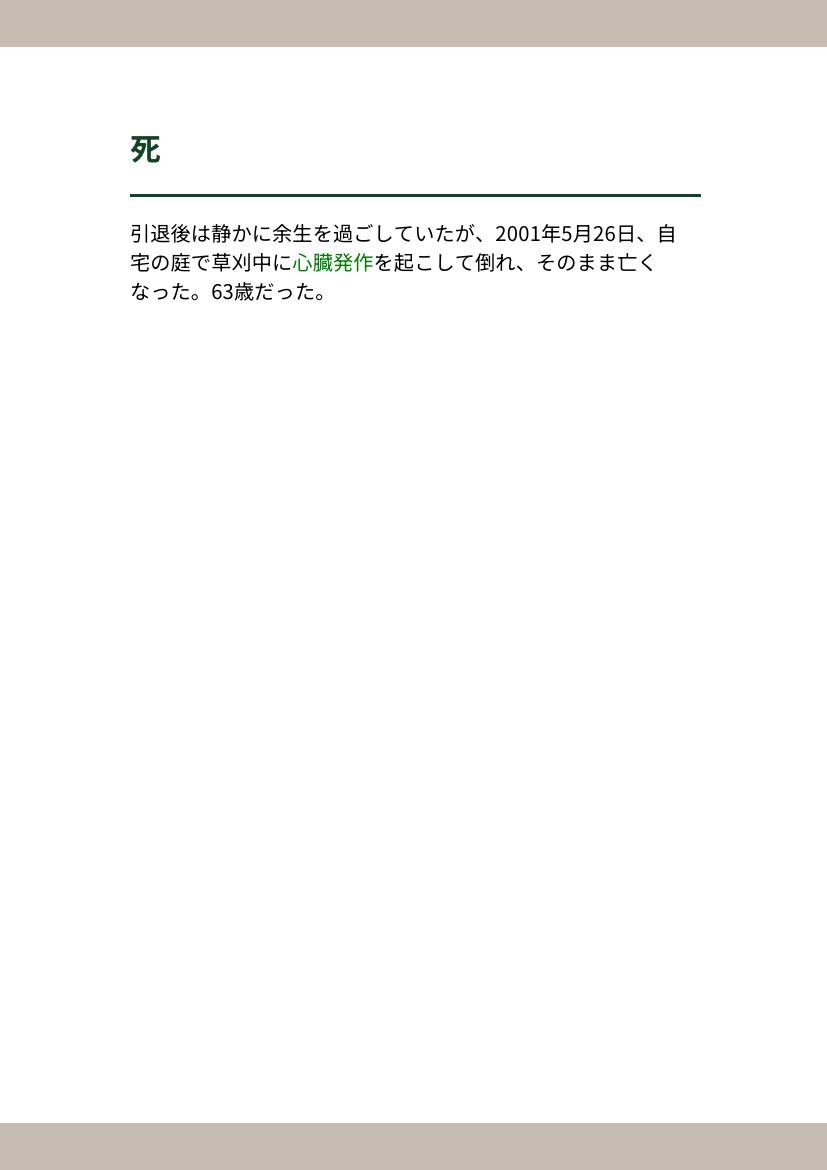 死
引退後は静かに余生を過ごしていたが、2001年5月26日、自
宅の庭で草刈中に心臓発作を起こして倒れ、そのまま亡く
なった。63歳だった。